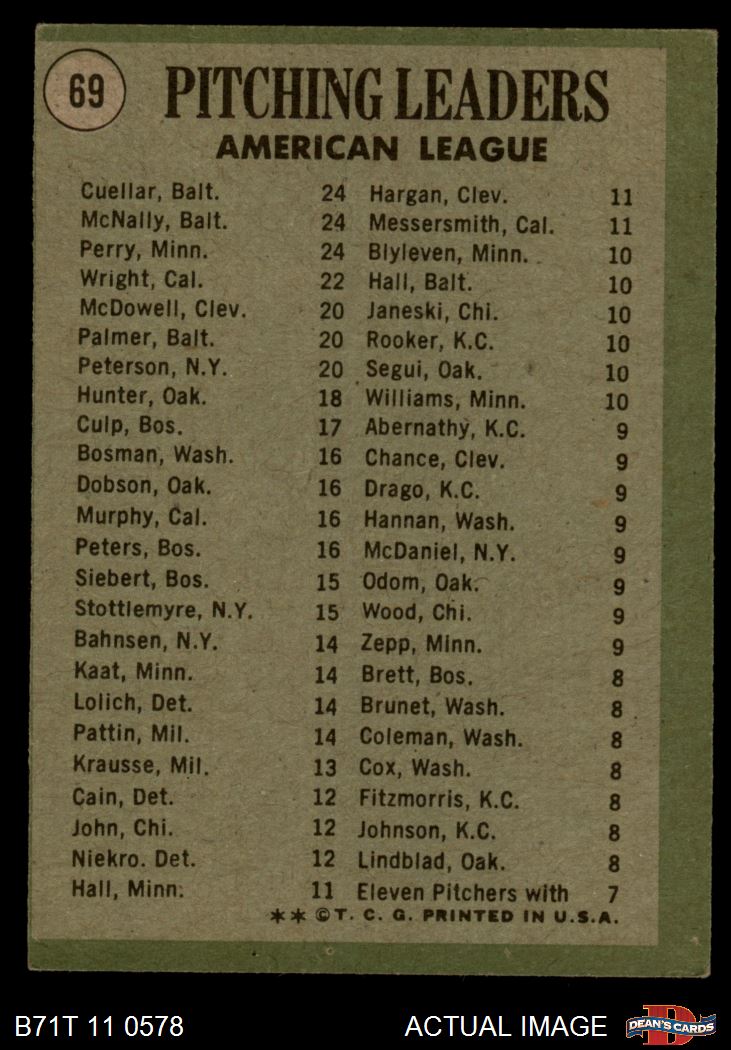 69
PITCHING LEADERS
AMERICAN LEAGUE
Cuellar, Balt. 24
McNally, Balt. 24
Perry, Minn. 24
Wright, Cal. 22
McDowell, Clev. 20
Palmer, Balt. 20
Peterson, N.Y. 20
Hunter, Oak. 18
Culp, Bos. 17
Bosman, Wash. 16
Dobson, Oak. 16
Murphy, Cal. 16
Peters, Bos. 16
Siebert, Bos. 15
Stottlemyre, N.Y. 15
Bahnsen, N.Y. 14
Kaat, Minn. 14
Lolich, Det. 14
Pattin, Mil. 14
Krausse, Mil. 13
Cain, Det. 12
John, Chi. 12
Niekro. Det. 12
Hall, Minn. 11
Hargan, Clev. 11
Messersmith, Cal. 11
Blyleven, Minn. 10
Hall, Balt. 10
Janeski, Chi. 10
Rooker, K.C. 10
Segui, Oak. 10
Williams, Minn. 10
Abernathy, K.C. 9
Chance, Clev. 9
Drago, K.C. 9
Hannan, Wash. 9
McDaniel, N.Y. 9
Odom, Oak. 9
Wood, Chi. 9
Zepp, Minn. 9
Brett, Bos. 8
Brunet, Wash. 8
Coleman, Wash. 8
Cox, Wash. 8
Fitzmorris, K.C. 8
Johnson, K.C. 8
Lindblad, Oak. 8
Eleven Pitchers with 7
** ©T. C. G. PRINTED IN U.S.A.
B71T 11 0578
ACTUAL IMAGE
D
DEAN'S CARDS